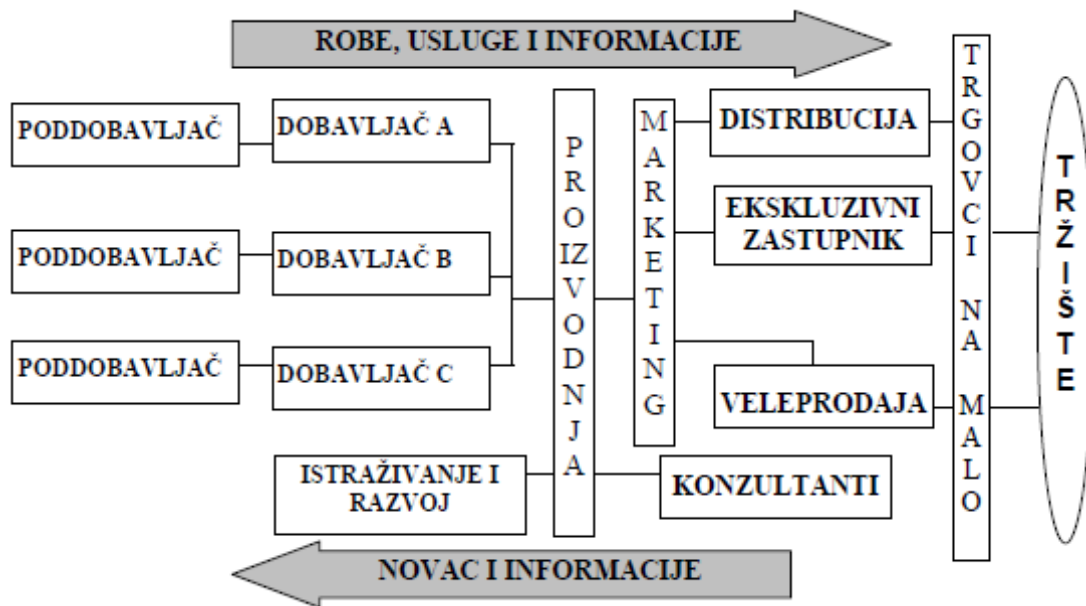 ROBE, USLUGE I INFORMACIJE
PODDOBAVLJAČ
DOBAVLJAČ A
PODDOBAVLJAČ
DOBAVLJAČ B
PODDOBAVLJAČ
DOBAVLJAČ C
PROIZVODNJA
MARKETING
DISTRIBUCIJA
EKSKLUZIVNI
ZASTUPNIK
VELEPRODAJA
TRGOVCI NA MALO
TRŽIŠTE
ISTRAŽIVANJE I
RAZVOJ
KONZULTANTI
NOVAC I INFORMACIJE